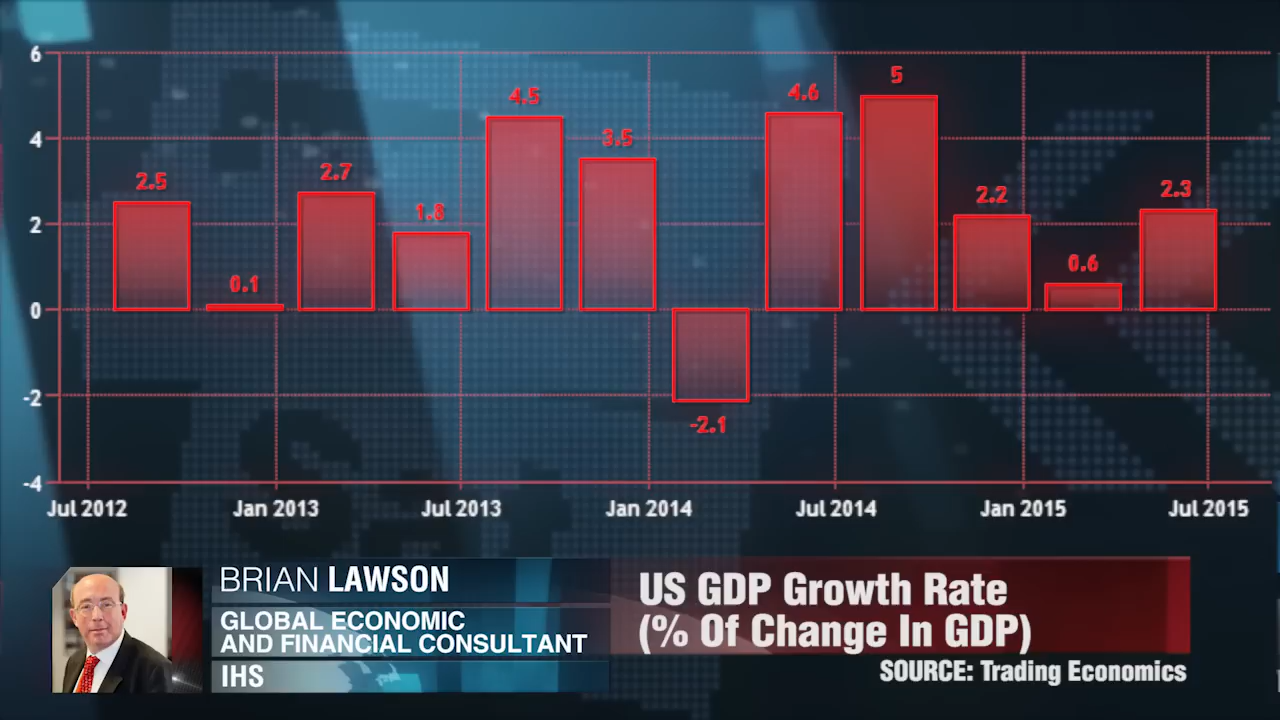 6
5
4.6
4.5
4
3.5
2.7
2.5
2.3
2.2
1.8
2
0.6
0.1
0
-2
-2.1
-4
Jul 2012 Jan 2013 Jul 2013 Jan 2014 Jul 2014 Jan 2015 Jul 2015
BRIAN LAWSON
GLOBAL ECONOMIC
AND FINANCIAL CONSULTANT
IHS
US GDP Growth Rate
(% Of Change In GDP)
SOURCE: Trading Economics